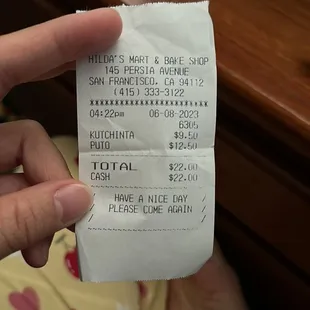 HILDA'S MART & BAKE SHOP
145 PERSIA AVENUE
SAN FRANCISCO, CA 94112
(415) 333-3122
xxxxxxxxxxxxxxxxxxxxxxxx
04:22pm 06-08-2023
6305
KUTCHINTA $9.50
PUTO $12.50
TOTAL $22.00
CASH $22.00
/ HAVE A NICE DAY /
/ PLEASE COME AGAIN /
/ /